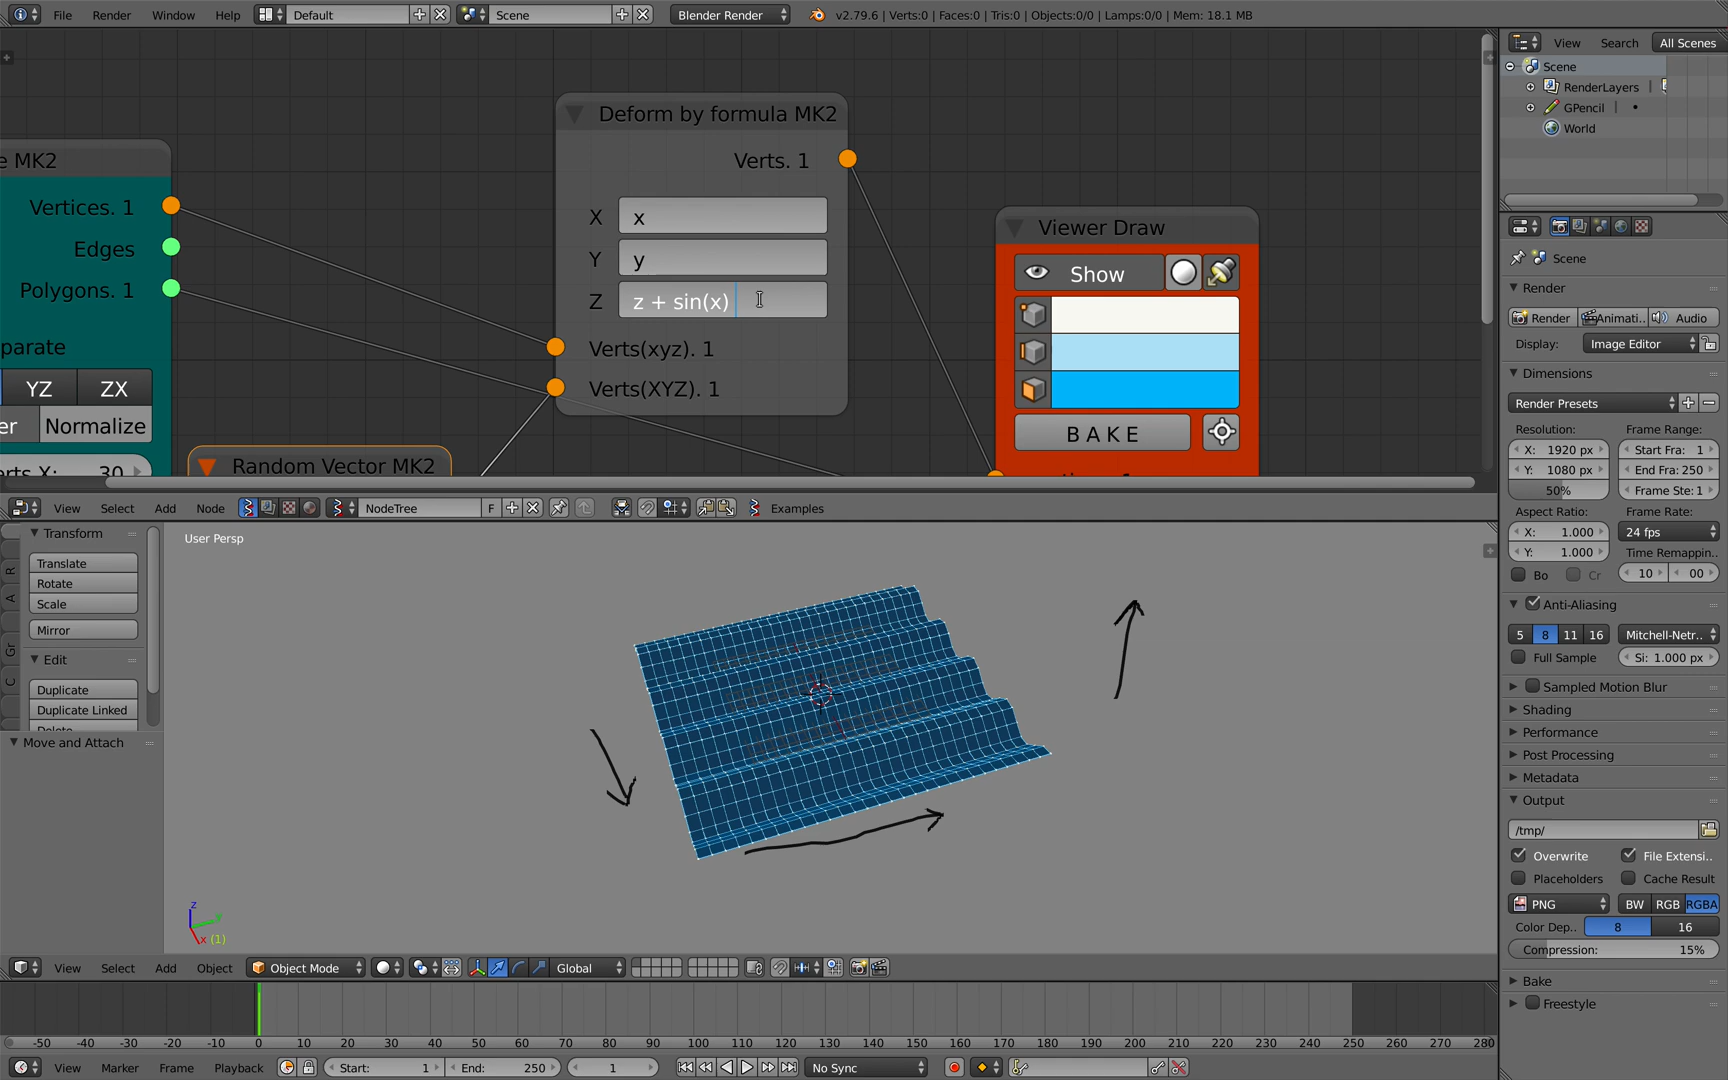 File Render Window Help Default Scene Blender Render v2.79.6 | Verts:0 | Faces:0 | Tris:0 | Objects:0/0 | Lamps:0/0 | Mem: 18.1 MB
e MK2
Vertices. 1
Edges
Polygons. 1
parate
YZ ZX
er Normalize
erts X: 30
Random Vector MK2
Deform by formula MK2
Verts. 1
X x
Y y
Z z + sin(x)
Verts(xyz). 1
Verts(XYZ). 1
Viewer Draw
Show
B A K E
View Select Add Node NodeTree F Examples
Transform
Translate
Rotate
Scale
Mirror
Edit
Duplicate
Duplicate Linked
Delete
Move and Attach
R
A
Gr
C
User Persp
z
y
x (1)
View Select Add Object Object Mode Global
-50 -40 -30 -20 -10 0 10 20 30 40 50 60 70 80 90 100 110 120 130 140 150 160 170 180 190 200 210 220 230 240 250 260 270 280
View Marker Frame Playback Start: 1 End: 250 1 No Sync
View Search All Scenes
Scene
RenderLayers
GPencil
World
Scene
Render
Render Animati.. Audio
Display: Image Editor
Dimensions
Render Presets
Resolution: Frame Range:
X: 1920 px Start Fra: 1
Y: 1080 px End Fra: 250
50% Frame Ste: 1
Aspect Ratio: Frame Rate:
X: 1.000 24 fps
Y: 1.000 Time Remappin..
Bo Cr 10 00
Anti-Aliasing
5 8 11 16 Mitchell-Netr..
Full Sample Si: 1.000 px
Sampled Motion Blur
Shading
Performance
Post Processing
Metadata
Output
/tmp/
Overwrite File Extensi..
Placeholders Cache Result
PNG BW RGB RGBA
Color Dep.. 8 16
Compression: 15%
Bake
Freestyle